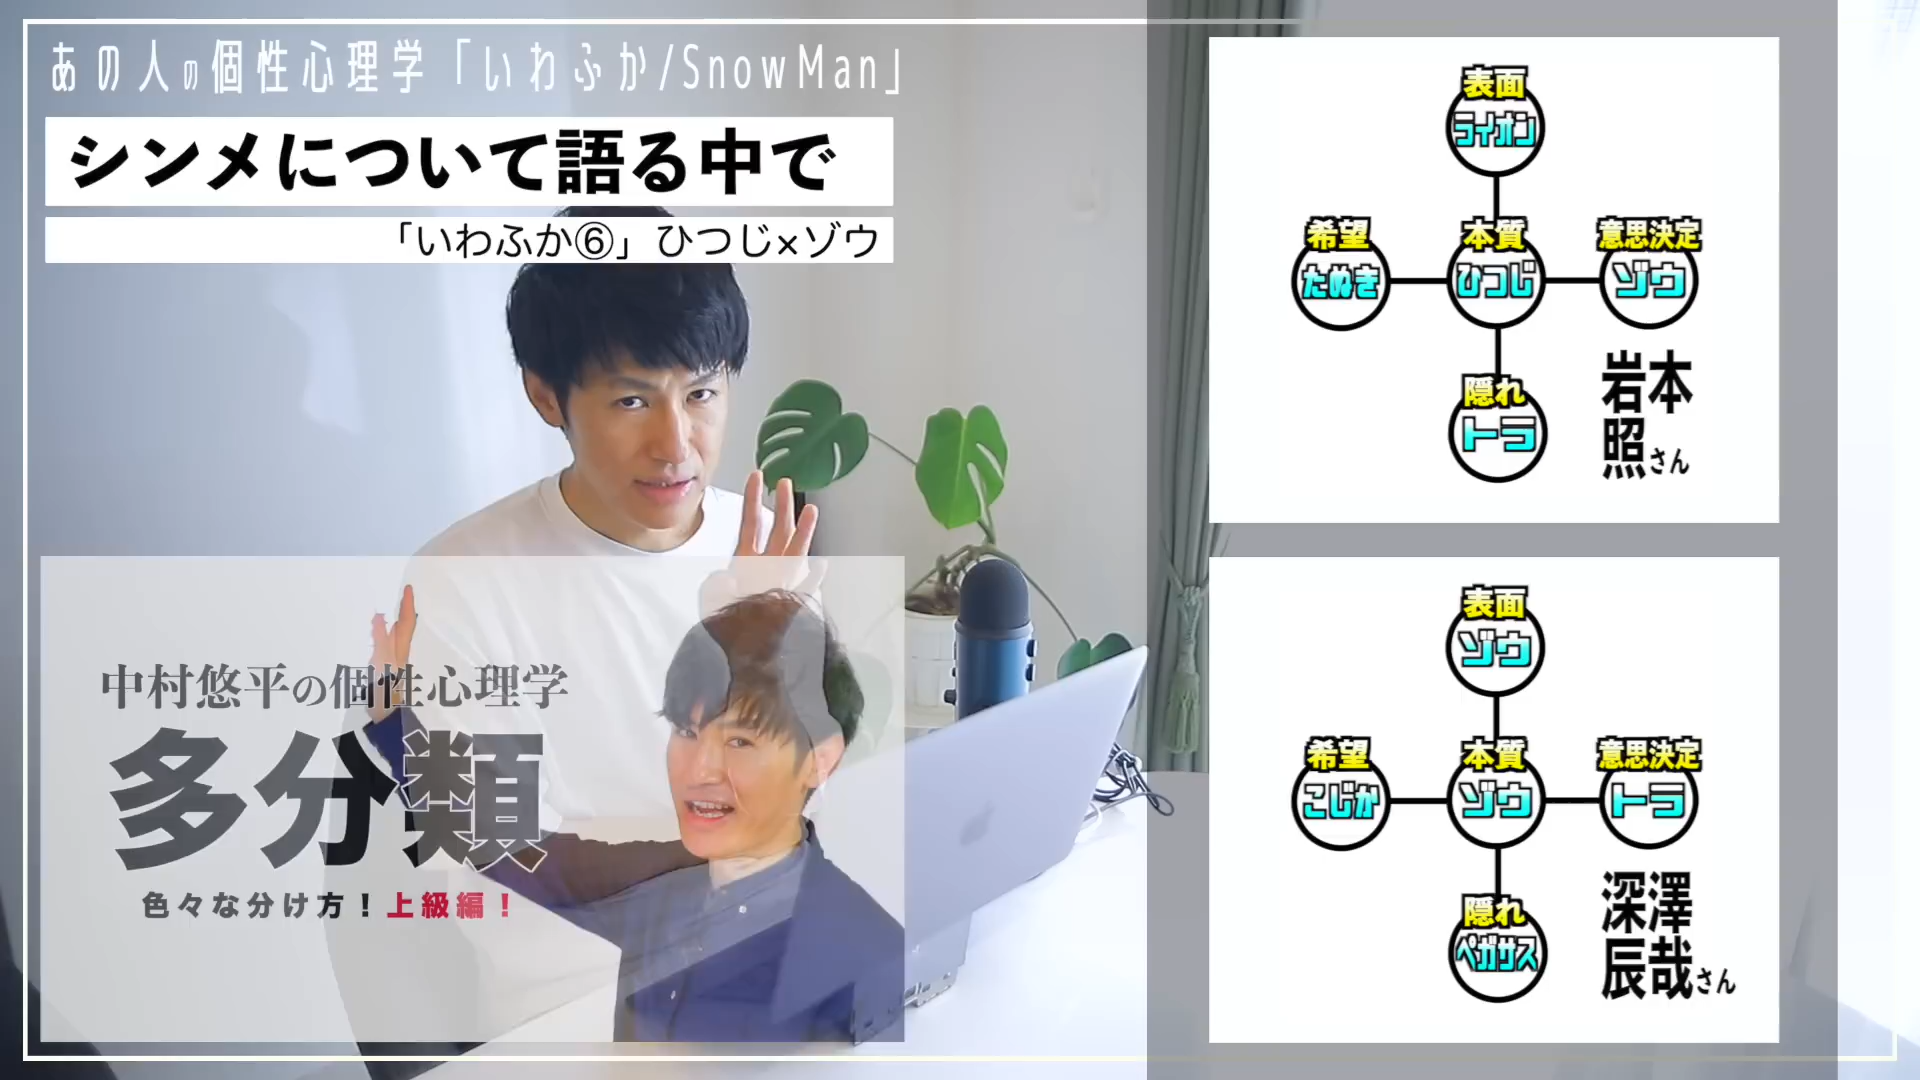 あの人の個性心理学「いわふか/SnowMan」
シンメについて語る中で
「いわふか⑥」ひつじ×ゾウ
中村悠平の個性心理学
多分類
色々な分け方！上級編！
表面
ライオン
希望
たぬき
本質
ひつじ
意思決定
ゾウ
隠れ
トラ
岩本
照さん
表面
ゾウ
希望
こじか
本質
ゾウ
意思決定
トラ
隠れ
ペガサス
深澤
辰哉さん